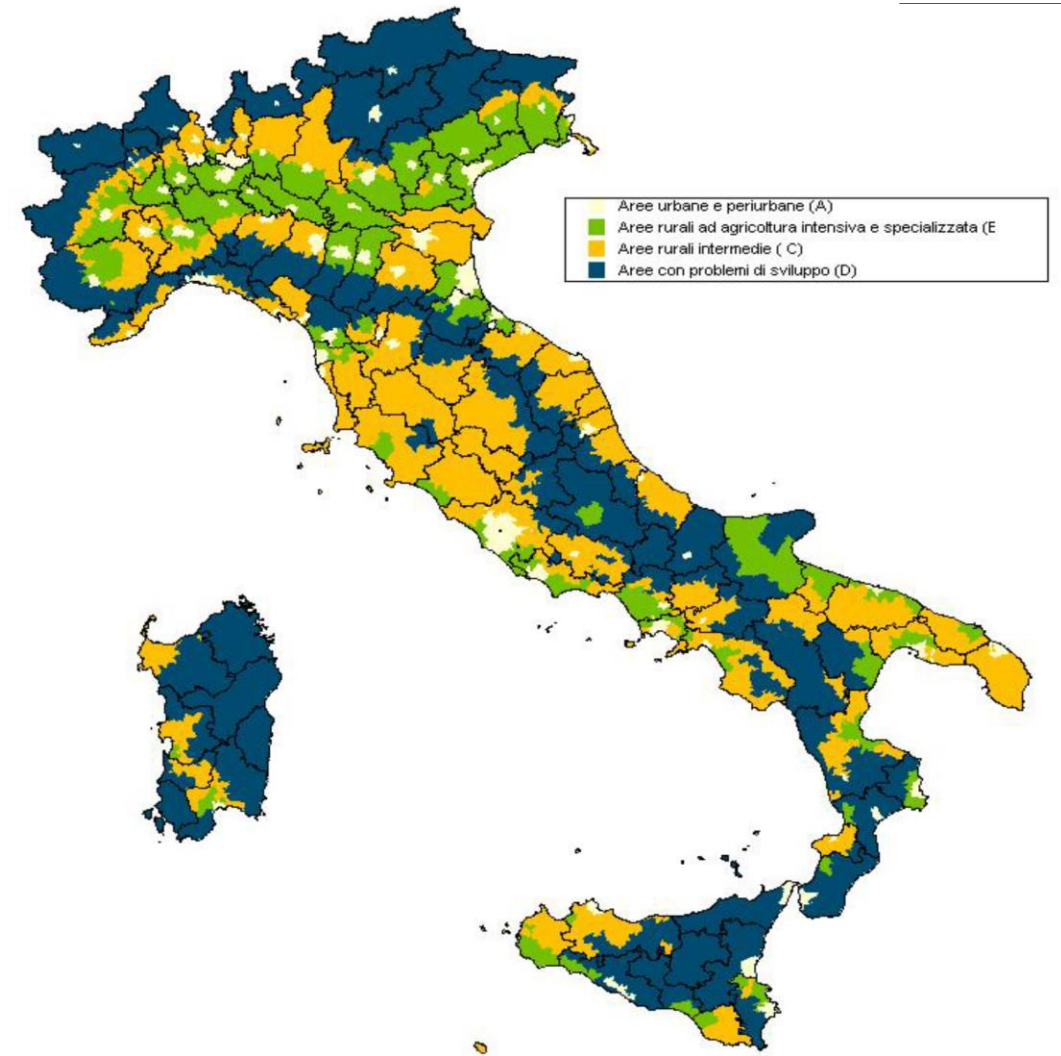 Aree urbane e periurbane (A)
Aree rurali ad agricoltura intensiva e specializzata (E
Aree rurali intermedie ( C)
Aree con problemi di sviluppo (D)